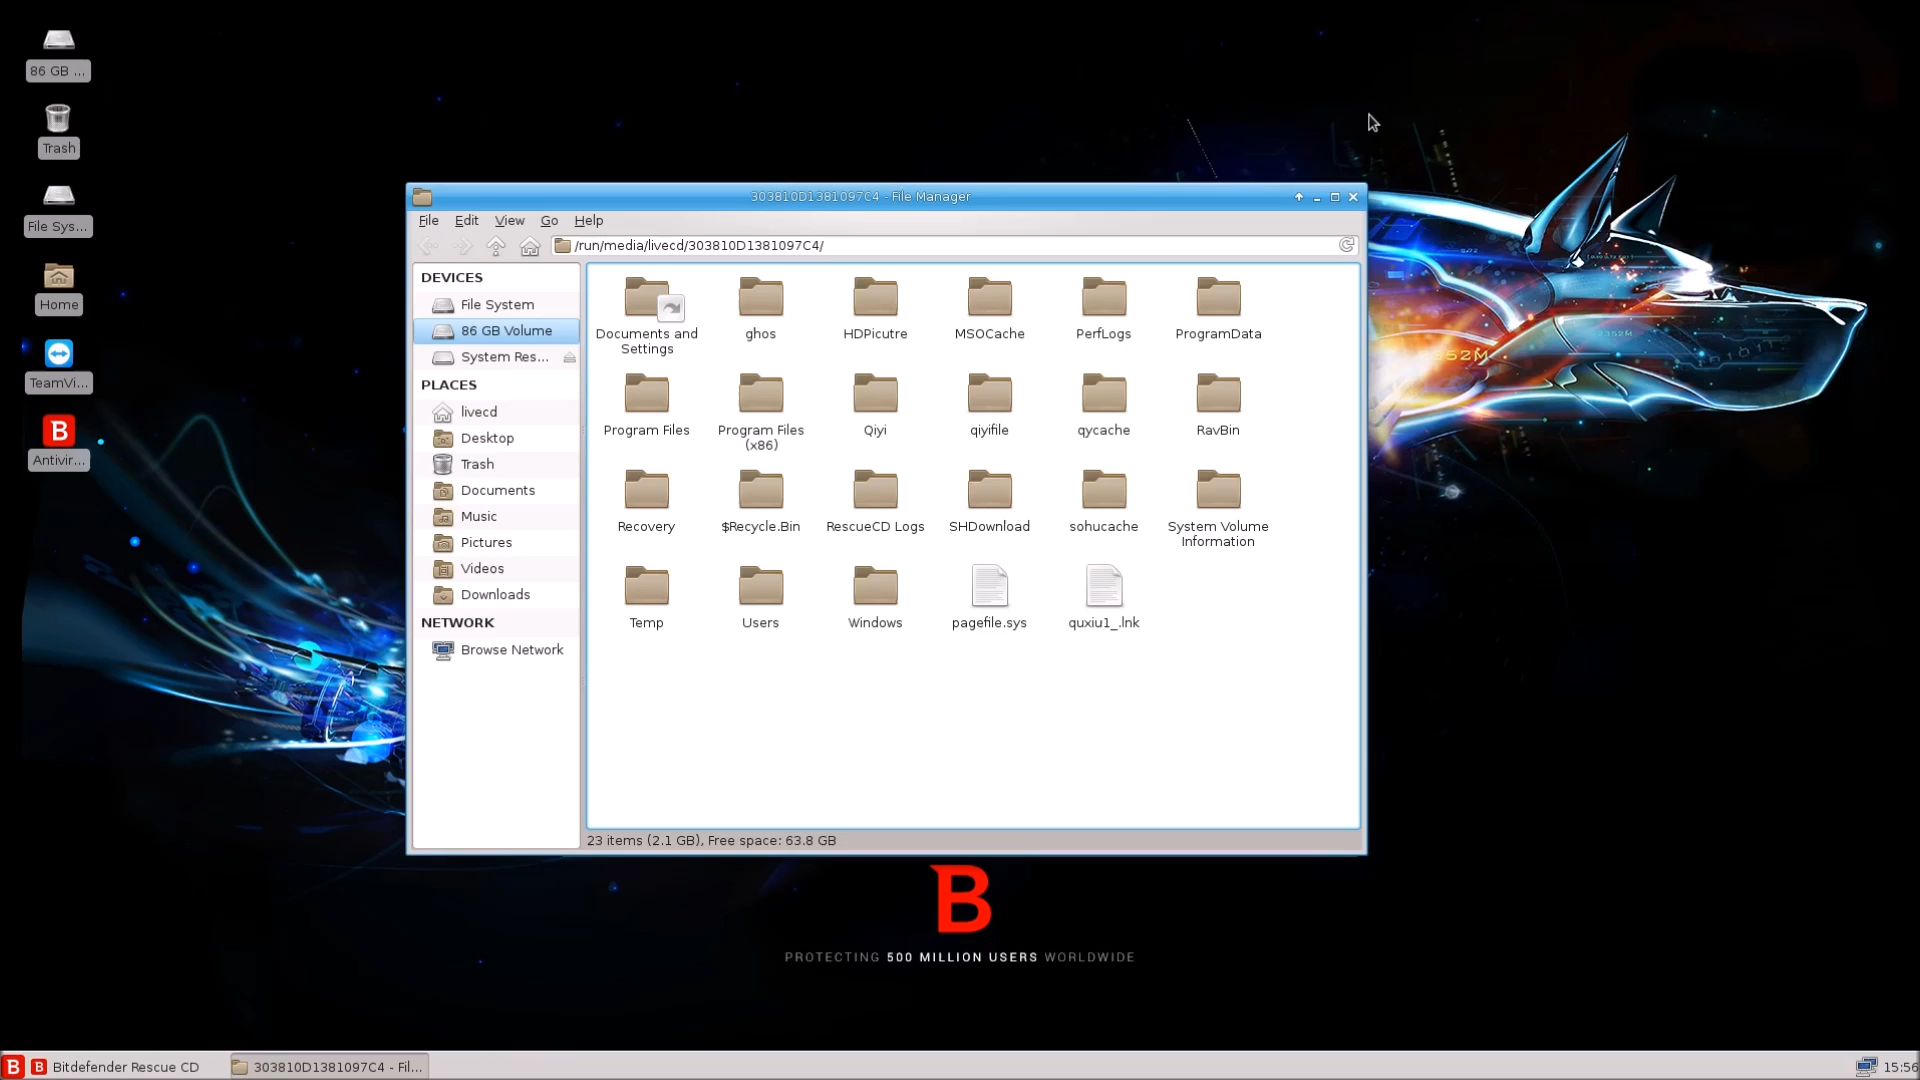 86 GB ...
Trash
File Sys...
Home
TeamVi...
B
Antivir...
303810D1381097C4 - File Manager
File Edit View Go Help
/run/media/livecd/303810D1381097C4/
DEVICES
File System
86 GB Volume
System Res...
PLACES
livecd
Desktop
Trash
Documents
Music
Pictures
Videos
Downloads
NETWORK
Browse Network
Documents and Settings
ghos
HDPicutre
MSOCache
PerfLogs
ProgramData
Program Files
Program Files (x86)
Qiyi
qiyifile
qycache
RavBin
Recovery
$Recycle.Bin
RescueCD Logs
SHDownload
sohucache
System Volume Information
Temp
Users
Windows
pagefile.sys
quxiu1_.lnk
23 items (2.1 GB), Free space: 63.8 GB
B
PROTECTING 500 MILLION USERS WORLDWIDE
B B Bitdefender Rescue CD
303810D1381097C4 - Fil...
15:56